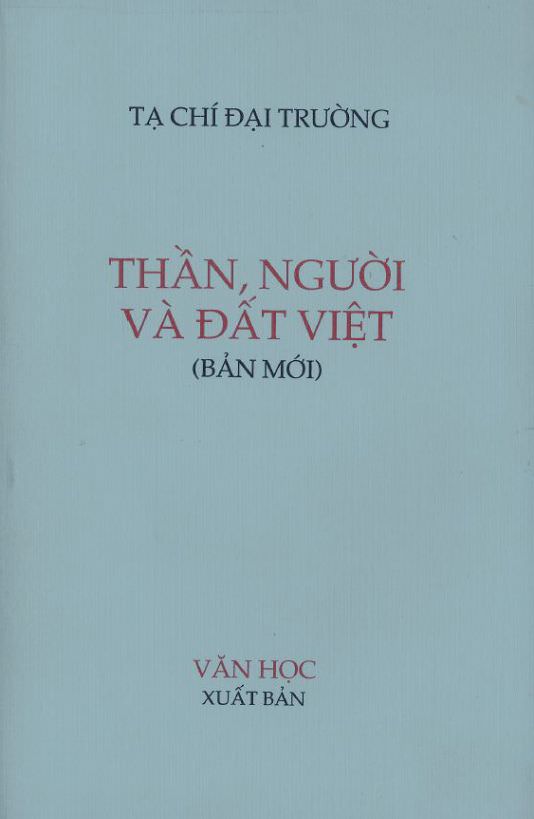 TẠ CHÍ ĐẠI TRƯỜNG
THẦN, NGƯỜI
VÀ ĐẤT VIỆT
(BẢN MỚI)
VĂN HỌC
XUẤT BẢN